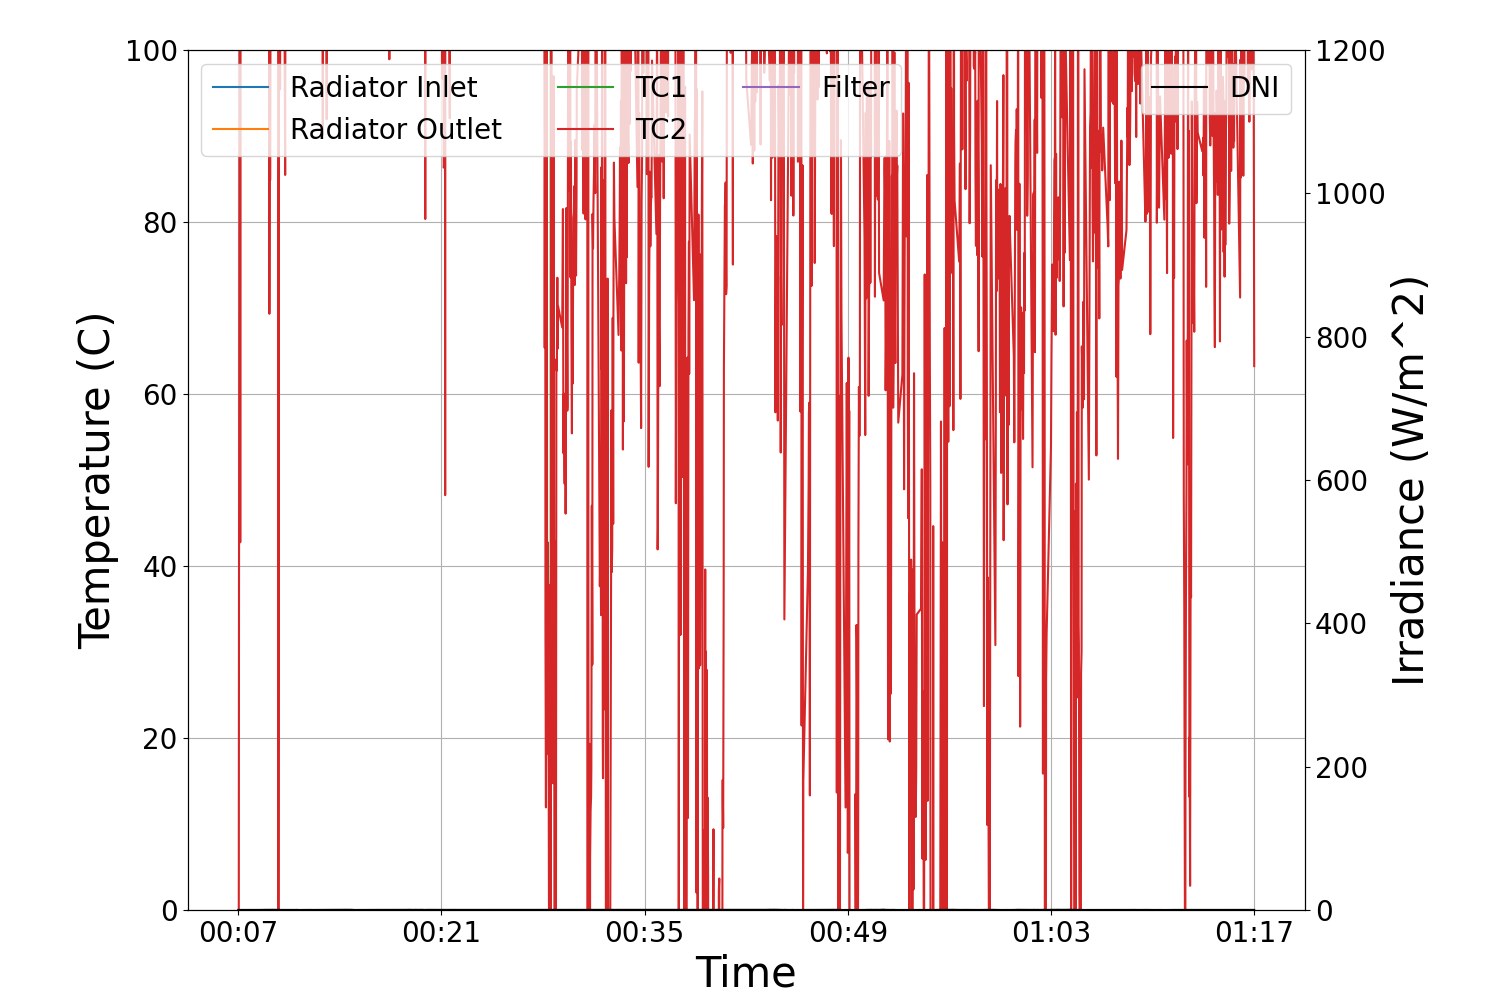 100
80
60
40
20
0
Temperature (C)
Radiator Inlet
Radiator Outlet
TC1
TC2
Filter
DNI
1200
1000
800
600
400
200
0
Irradiance (W/m^2)
00:07
00:21
00:35
00:49
01:03
01:17
Time